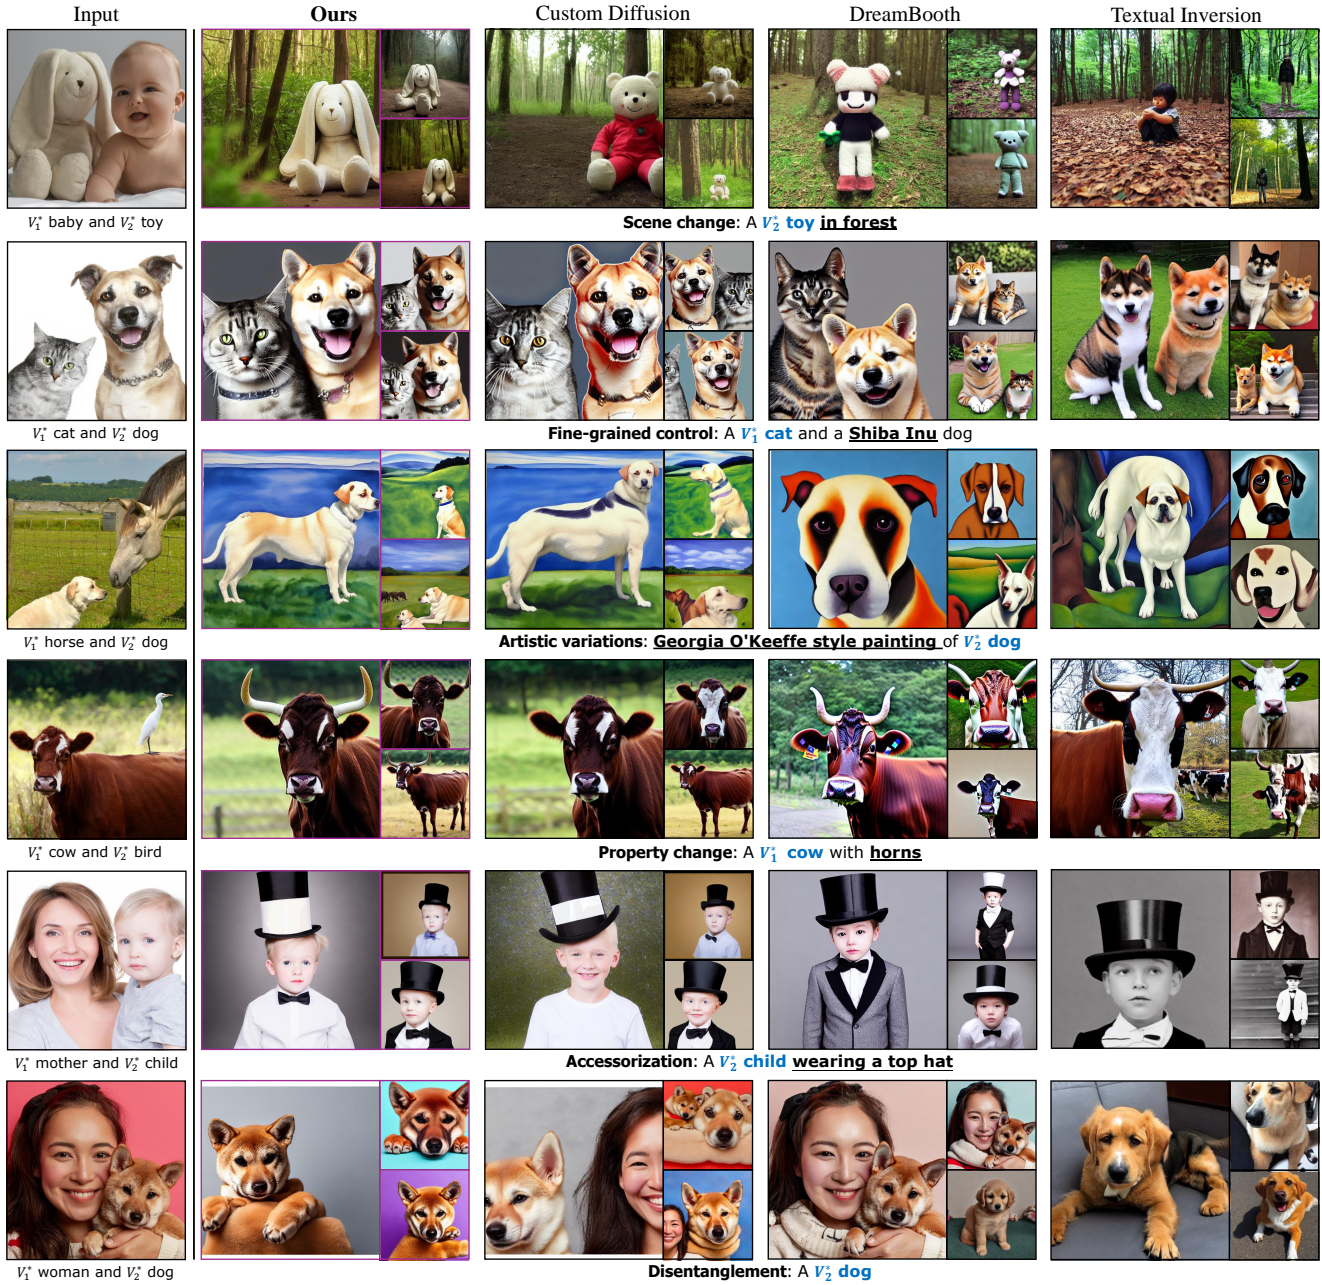 Input
Ours
Custom Diffusion
DreamBooth
Textual Inversion
V₁* baby and V₂* toy
Scene change: A V₂* toy in forest
V₁* cat and V₂* dog
Fine-grained control: A V₁* cat and a Shiba Inu dog
V₁* horse and V₂* dog
Artistic variations: Georgia O'Keeffe style painting of V₂* dog
V₁* cow and V₂* bird
Property change: A V₁* cow with horns
V₁* mother and V₂* child
Accessorization: A V₂* child wearing a top hat
V₁* woman and V₂* dog
Disentanglement: A V₂* dog